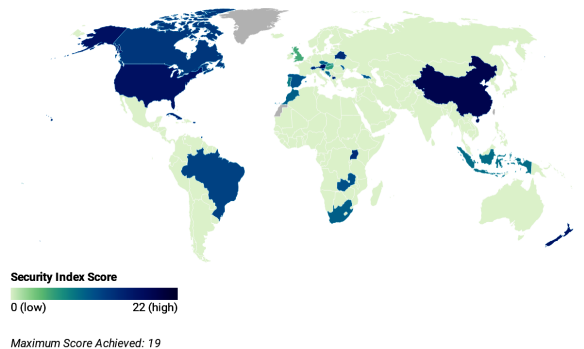 Security Index Score
0 (low) 22 (high)
Maximum Score Achieved: 19